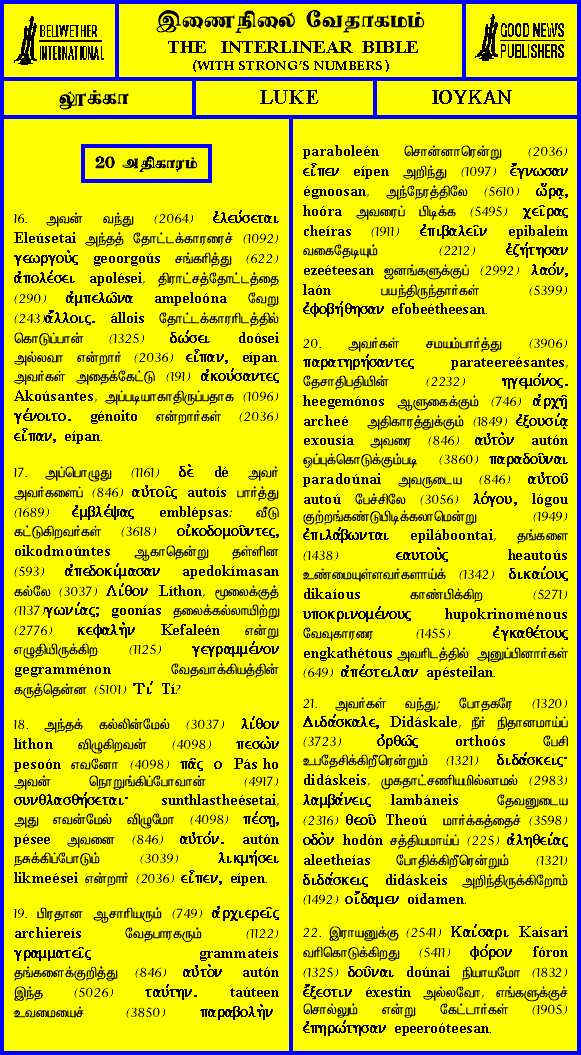 BELIWETHER
INTERNATIONAL
இணைநிலை வேதாகமம்
THE INTERLINEAR BIBLE
(WITH STRONG'S NUMBERS)
GOOD NEWS
PUBLISHERS
லூக்கா
LUKE
ΙΟΥΚΑΝ
20 அதிகாரம்
16. அவன் வந்து (2064) ἐλεύσεται
Eleúsetai அந்தத் தோட்டக்காரரைச் (1092)
γεωργοὺς geoorgoús சங்கரித்து (622)
ἀπολέσει apolései, திராட்சத்தோட்டத்தை
(290) ἀμπελῶνα ampeloóna வேறு
(243)ἄλλοις. állois தோட்டக்காரரிடத்தில்
கொடுப்பான் (1325) δώσει doósei
அல்லவா என்றார் (2036) εἶπαν, eípan.
அவர்கள் அதைக்கேட்டு (191) ἀκούσαντες
Akoúsantes, அப்படியாகாதிருப்பதாக (1096)
γένοιτο. génoito என்றார்கள் (2036)
εἶπαν, eípan.
17. அப்பொழுது (1161) δὲ dé அவர்
அவர்களைப் (846) αὐτοῖς autoís பார்த்து
(1689) ἐμβλέψας emblépsas: வீடு
கட்டுகிறவர்கள் (3618) οἰκοδομοῦντες,
oikodmoúntes ஆகாதென்று தள்ளின
(593) ἀπεδοκίμασαν apedokímasan
கல்லே (3037) Λίθον Líthon, மூலைக்குத்
(1137)γωνίας; goonías தலைக்கல்லாயிற்று
(2776) κεφαλὴν Kefaleén என்று
எழுதியிருக்கிற (1125) γεγραμμένον
gegramménon வேதவாக்கியத்தின்
கருத்தென்ன (5101) Τί Tí?
18. அந்தக் கல்லின்மேல் (3037) λίθον
líthon விழுகிறவன் (4098) πεσὼν
pesoón எவனோ (4098) πᾶς ο Pás ho
அவன் நொறுங்கிப்போவான் (4917)
συνθλασθήσεται· sunthlastheésetai,
அது எவன்மேல் விழுமோ (4098) πέσῃ,
pésee அவனை (846) αὐτόν. autón
நசுக்கிப்போடும் (3039) λικμήσει
likmeései என்றார் (2036) εἶπεν, eípen.
19. பிரதான ஆசாரியரும் (749) ἀρχιερεῖς
archiereís வேதபாரகரும் (1122)
γραμματεῖς grammateís
தங்களைக்குறித்து (846) αὐτὸν autón
இந்த (5026) ταύτην. taúteen
உவமையைச் (3850) παραβολὴν
paraboleén சொன்னாரென்று (2036)
εἶπεν eípen அறிந்து (1097) ἔγνωσαν
égnoosan, அந்நேரத்திலே (5610) ὥρᾳ,
hoóra அவரைப் பிடிக்க (5495) χεῖρας
cheíras (1911) ἐπιβαλεῖν epibaleín
வகைதேடியும் (2212) ἐζήτησαν
ezeéteesan ஜனங்களுக்குப் (2992) λαόν,
laón பயந்திருந்தார்கள் (5399)
ἐφοβήθησαν efobeétheesan.
20. அவர்கள் சமயம்பார்த்து (3906)
παρατηρήσαντες parateereésantes,
தேசாதிபதியின் (2232) ηγεμόνος.
heegemónos ஆளுகைக்கும் (746) ἀρχῇ
archeé அதிகாரத்துக்கும் (1849) ἐξουσίᾳ
exousía அவரை (846) αὐτὸν autón
ஒப்புக்கொடுக்கும்படி (3860) παραδοῦναι
paradoúnai அவருடைய (846) αὐτοῦ
autoú பேச்சிலே (3056) λόγου, lógou
குற்றங்கண்டுபிடிக்கலாமென்று (1949)
ἐπιλάβωνται epiláboontai, தங்களை
(1438) εαυτοὺς heautoús
உண்மையுள்ளவர்களாய்க் (1342) δικαίους
dikaíous காண்பிக்கிற (5271)
υποκρινομένους hupokrinoménous
வேவுகாரரை (1455) ἐγκαθέτους
engkathétous அவரிடத்தில் அனுப்பினார்கள்
(649) ἀπέστειλαν apésteilan.
21. அவர்கள் வந்து; போதகரே (1320)
Διδάσκαλε, Didáskale, நீர் நிதானமாய்ப்
(3723) ὀρθῶς orthoós பேசி
உபதேசிக்கிறீரென்றும் (1321) διδάσκεις·
didáskeis, முகதாட்சணியமில்லாமல் (2983)
λαμβάνεις lambáneis தேவனுடைய
(2316) θεοῦ Theoú மார்க்கத்தைச் (3598)
οδὸν hodón சத்தியமாய்ப் (225) ἀληθείας
aleetheías போதிக்கிறீரென்றும் (1321)
διδάσκεις didáskeis அறிந்திருக்கிறோம்
(1492) οἴδαμεν oídamen.
22. இராயனுக்கு (2541) Καίσαρι Kaísari
வரிகொடுக்கிறது (5411) φόρον fóron
(1325) δοῦναι doúnai நியாயமோ (1832)
ἔξεστιν éxestin அல்லவோ, எங்களுக்குச்
சொல்லும் என்று கேட்டார்கள் (1905)
ἐπηρώτησαν epeeroóteesan.